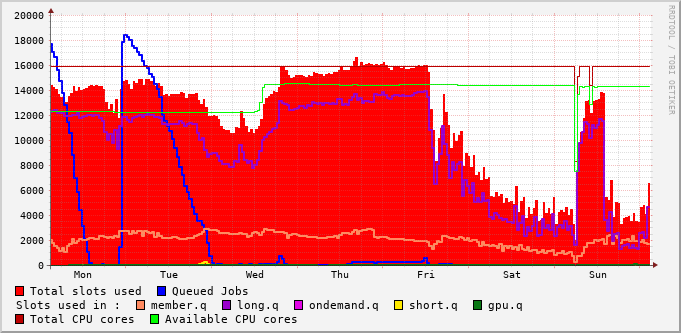 20000
18000
16000
14000
12000
10000
8000
6000
4000
2000
0
Mon Tue Wed Thu Fri Sat Sun
RRDTOOL / TOBI OETIKER
Total slots used Queued Jobs
Slots used in : member.q long.q ondemand.q short.q gpu.q
Total CPU cores Available CPU cores